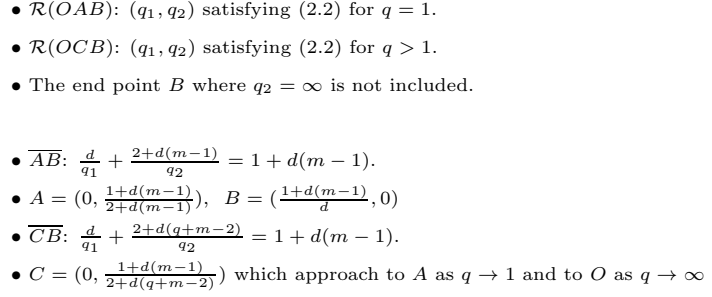 • $\mathcal{R}(OAB)$: $(q_1, q_2)$ satisfying (2.2) for $q = 1$.
• $\mathcal{R}(OCB)$: $(q_1, q_2)$ satisfying (2.2) for $q > 1$.
• The end point $B$ where $q_2 = \infty$ is not included.
• $\overline{AB}$: $\frac{d}{q_1} + \frac{2+d(m-1)}{q_2} = 1 + d(m-1)$.
• $A = (0, \frac{1+d(m-1)}{2+d(m-1)})$, $B = (\frac{1+d(m-1)}{d}, 0)$
• $\overline{CB}$: $\frac{d}{q_1} + \frac{2+d(q+m-2)}{q_2} = 1 + d(m-1)$.
• $C = (0, \frac{1+d(m-1)}{2+d(q+m-2)})$ which approach to $A$ as $q \to 1$ and to $O$ as $q \to \infty$